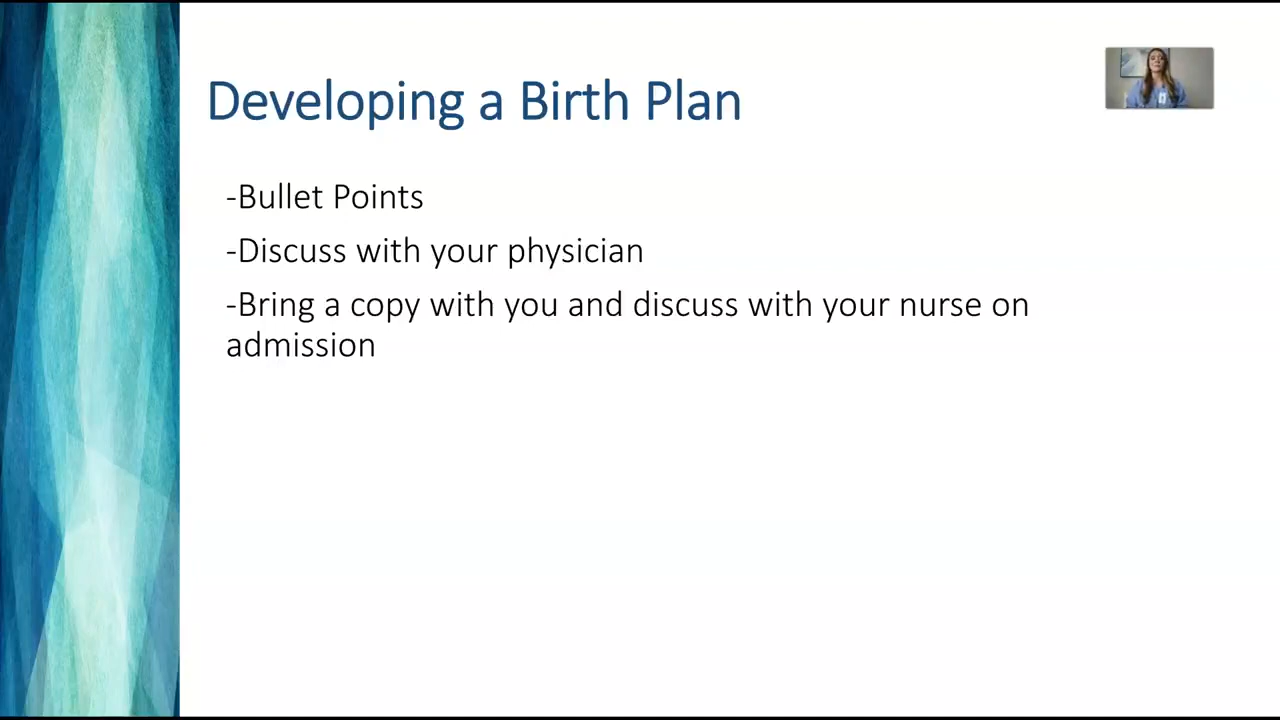 Developing a Birth Plan
-Bullet Points
-Discuss with your physician
-Bring a copy with you and discuss with your nurse on
admission